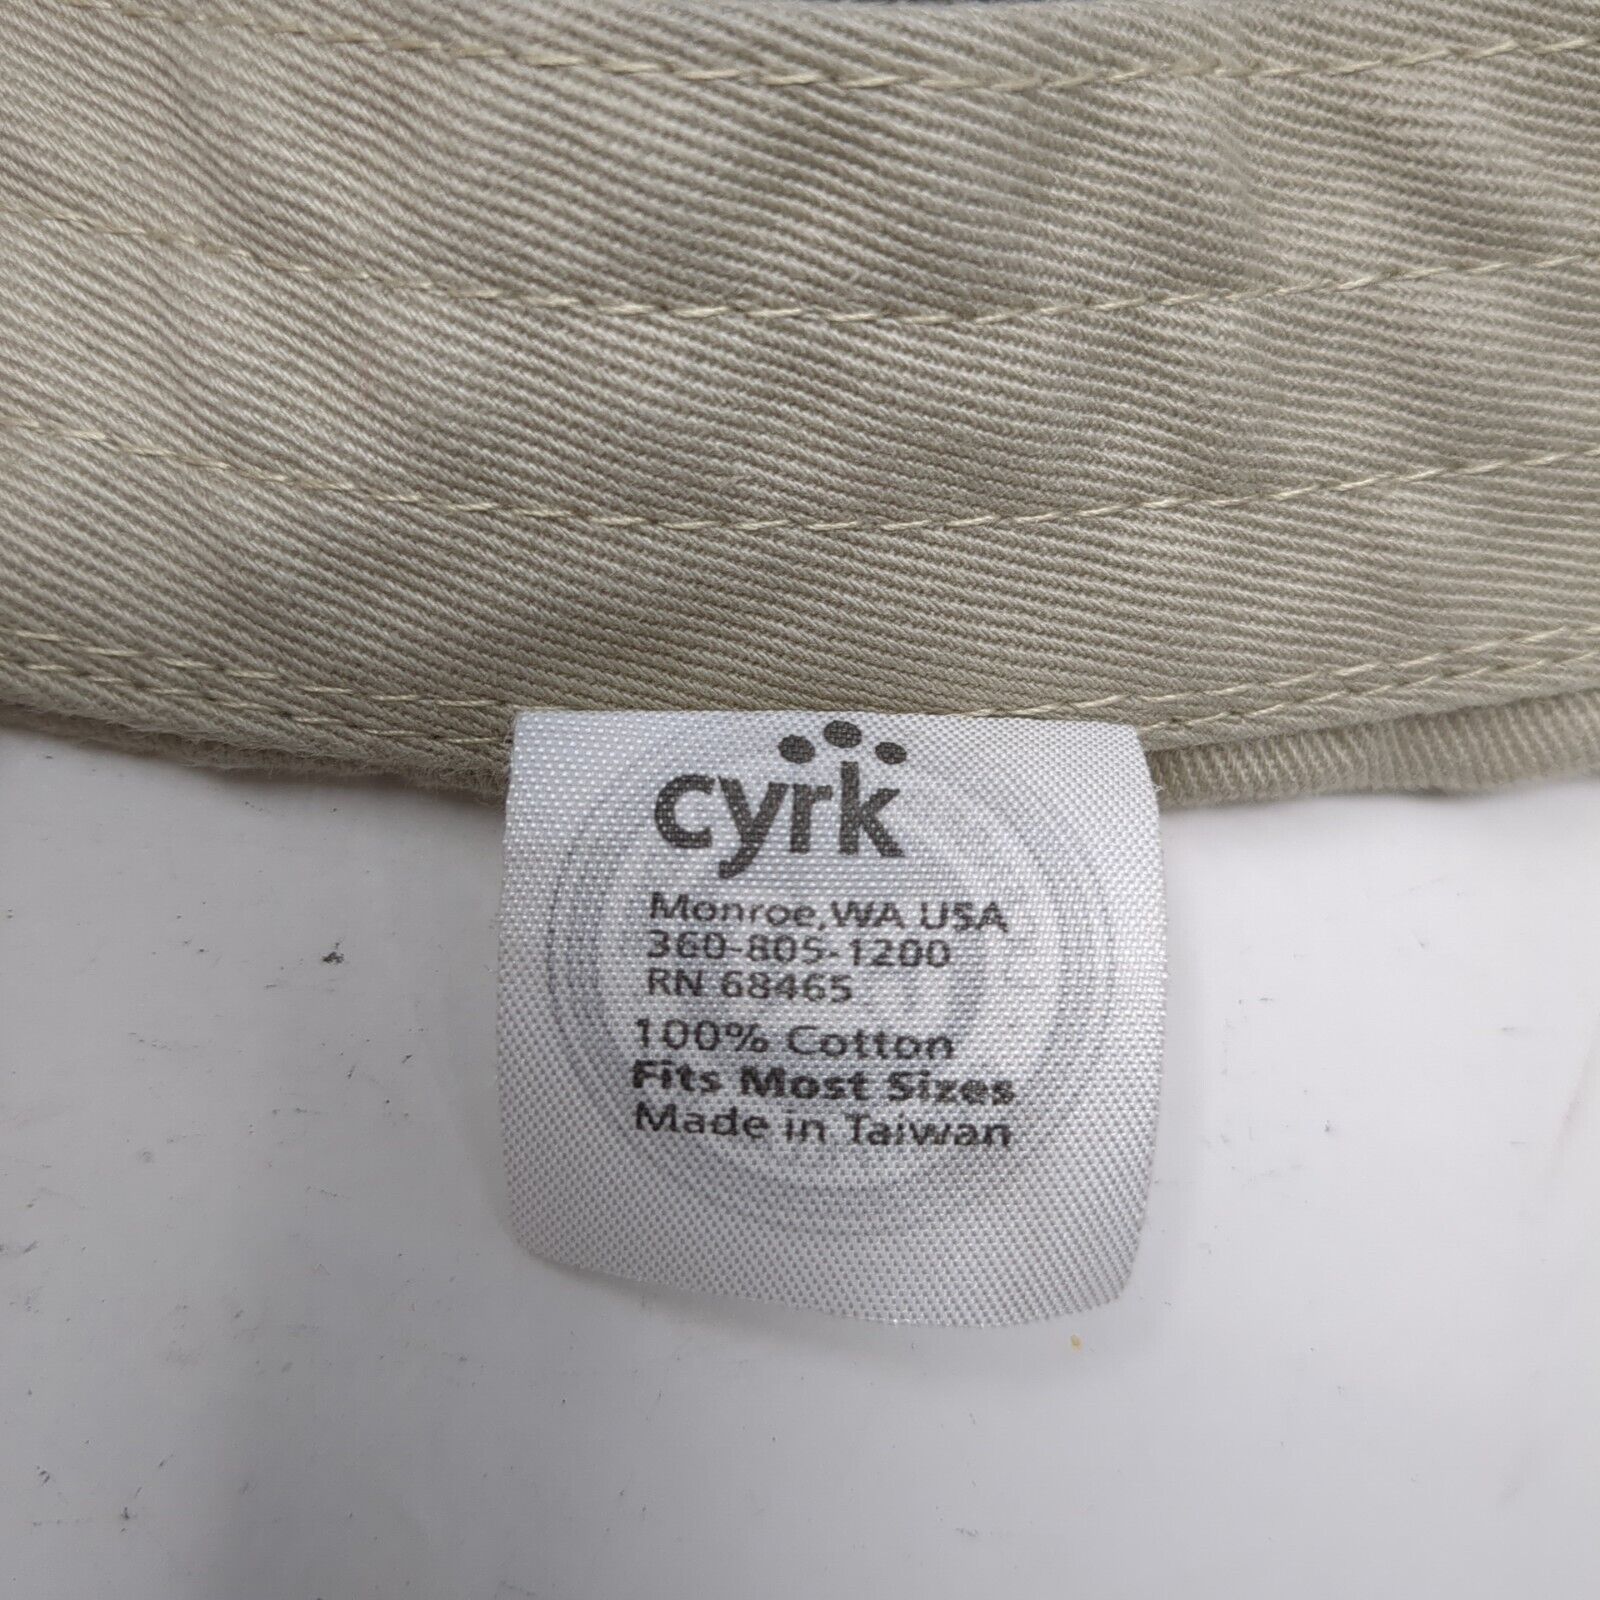 cyrk
Monroe, WA USA
360-805-1200
RN 68465
100% Cotton
Fits Most Sizes
Made in Taiwan